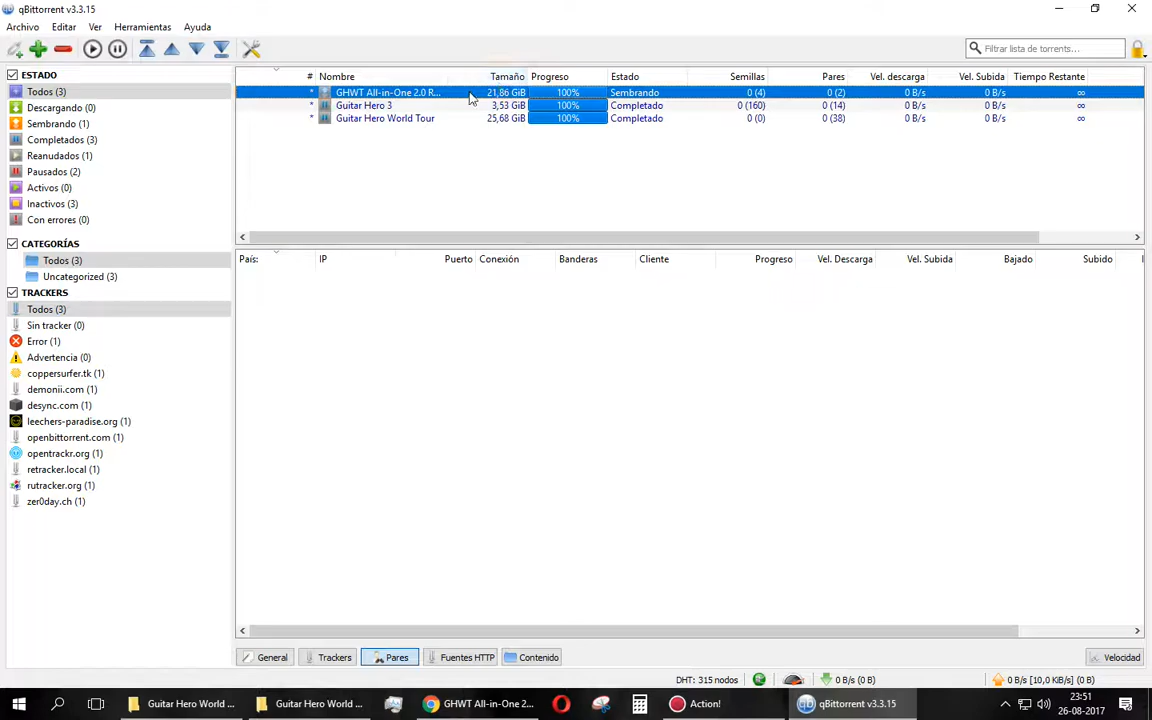 qBittorrent v3.3.15
Archivo Editar Ver Herramientas Ayuda
Filtrar lista de torrents...
ESTADO
Todos (3)
Descargando (0)
Sembrando (1)
Completados (3)
Reanudados (1)
Pausados (2)
Activos (0)
Inactivos (3)
Con errores (0)
CATEGORÍAS
Todos (3)
Uncategorized (3)
TRACKERS
Todos (3)
Sin tracker (0)
Error (1)
Advertencia (0)
coppersurfer.tk (1)
demonii.com (1)
desync.com (1)
leechers-paradise.org (1)
openbittorrent.com (1)
opentrackr.org (1)
retracker.local (1)
rutracker.org (1)
zer0day.ch (1)
# Nombre Tamaño Progreso Estado Semillas Pares Vel. descarga Vel. Subida Tiempo Restante
* GHWT All-in-One 2.0 R... 21,86 GiB 100% Sembrando 0 (4) 0 (2) 0 B/s 0 B/s ∞
* Guitar Hero 3 3,53 GiB 100% Completado 0 (160) 0 (14) 0 B/s 0 B/s ∞
* Guitar Hero World Tour 25,68 GiB 100% Completado 0 (0) 0 (38) 0 B/s 0 B/s ∞
País: IP Puerto Conexión Banderas Cliente Progreso Vel. Descarga Vel. Subida Bajado Subido
General Trackers Pares Fuentes HTTP Contenido Velocidad
DHT: 315 nodos 0 B/s (0 B) 0 B/s [10,0 KiB/s] (0 B)
Guitar Hero World ... Guitar Hero World ... GHWT All-in-One 2... Action! qBittorrent v3.3.15
23:51
26-08-2017